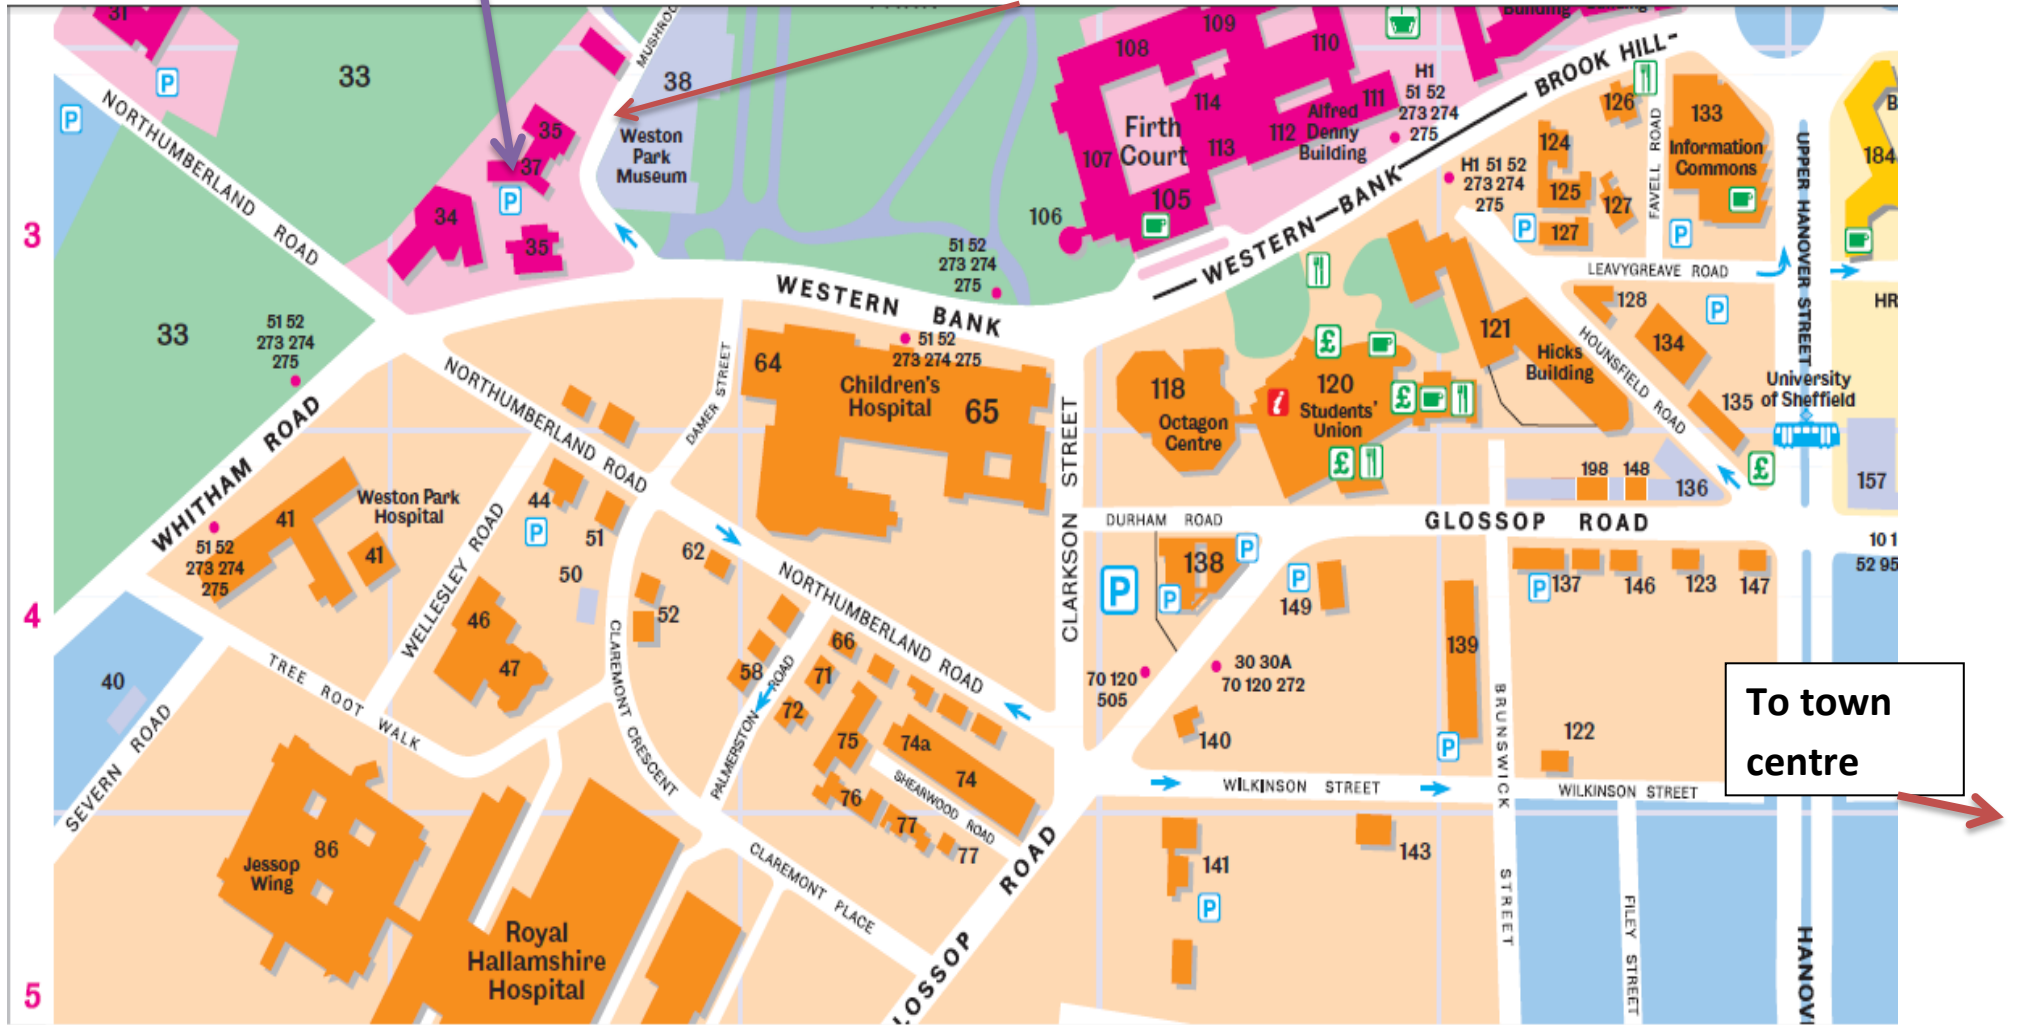 31
33
MUSHRO
38
35
37
34
35
Weston
Park
Museum
NORTHUMBERLAND ROAD
P
P
P
3
33
51 52
273 274
275
108
109
110
114
111
Firth
Court
107
113
112
Alfred
Denny
Building
105
106
H1
51 52
273 274
275
51 52
273 274
275
Building
BROOK HILL
WESTERN BANK
WESTERN BANK
H1 51 52
273 274
275
126
124
125
127
127
P
FAVELL ROAD
133
Information
Commons
P
UPPER HANOVER STREET
B
184
LEAVYGREAVE ROAD
HR
128
P
134
135
HOUNSFIELD ROAD
University
of Sheffield
121
Hicks
Building
£
120
Students'
Union
i
£
£
118
Octagon
Centre
51 52
273 274 275
64
Children's
Hospital
65
DAMER STREET
NORTHUMBERLAND ROAD
WHITHAM ROAD
Weston Park
Hospital
41
41
51 52
273 274
275
44
P
51
50
WELLESLEY ROAD
46
47
62
52
CLARKSON STREET
DURHAM ROAD
GLOSSOP ROAD
198
148
136
£
157
138
P
P
P
P
149
139
P
137
146
123
147
10 1
52 95
4
40
SEVERN ROAD
TREE ROOT WALK
CLAREMONT CRESCENT
NORTHUMBERLAND ROAD
58
PALMERSTON ROAD
66
71
72
75
74a
74
76
77
77
SHEARWOOD ROAD
70 120
505
30 30A
70 120 272
140
P
122
BRUNSWICK STREET
WILKINSON STREET
WILKINSON STREET
To town
centre
141
P
143
FILEY STREET
HANOV
86
Jessop
Wing
Royal
Hallamshire
Hospital
CLAREMONT PLACE
LOSSOP ROAD
5